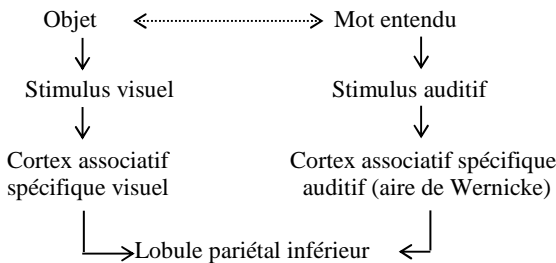 Objet Mot entendu
Stimulus visuel Stimulus auditif
Cortex associatif Cortex associatif spécifique
spécifique visuel auditif (aire de Wernicke)
Lobule pariétal inférieur